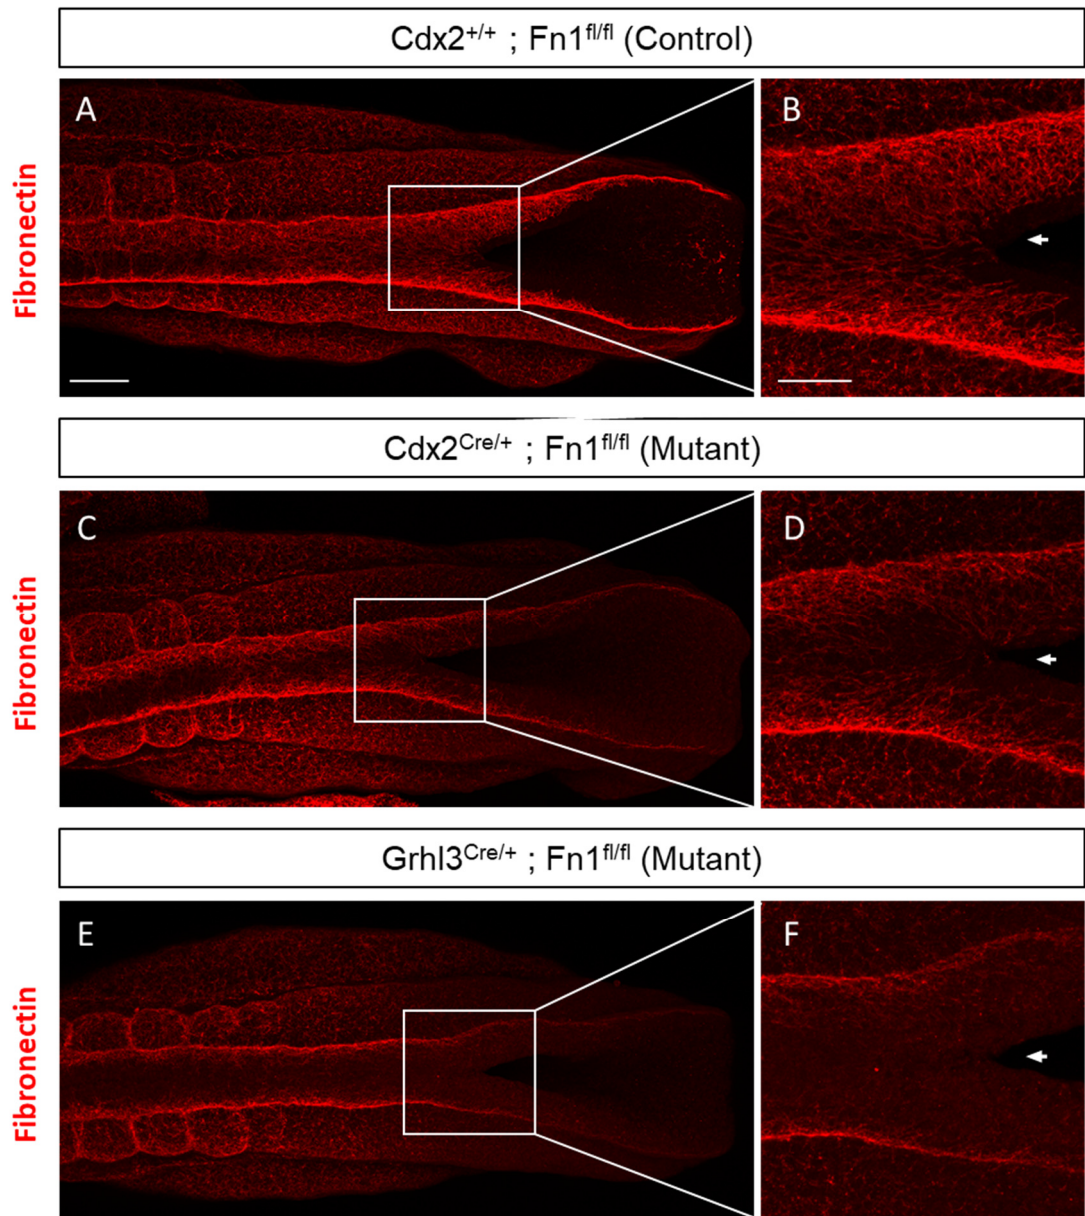 Cdx2+/+ ; Fn1fl/fl (Control)
A
B
Fibronectin
Cdx2Cre/+ ; Fn1fl/fl (Mutant)
C
D
Fibronectin
Grhl3Cre/+ ; Fn1fl/fl (Mutant)
E
F
Fibronectin